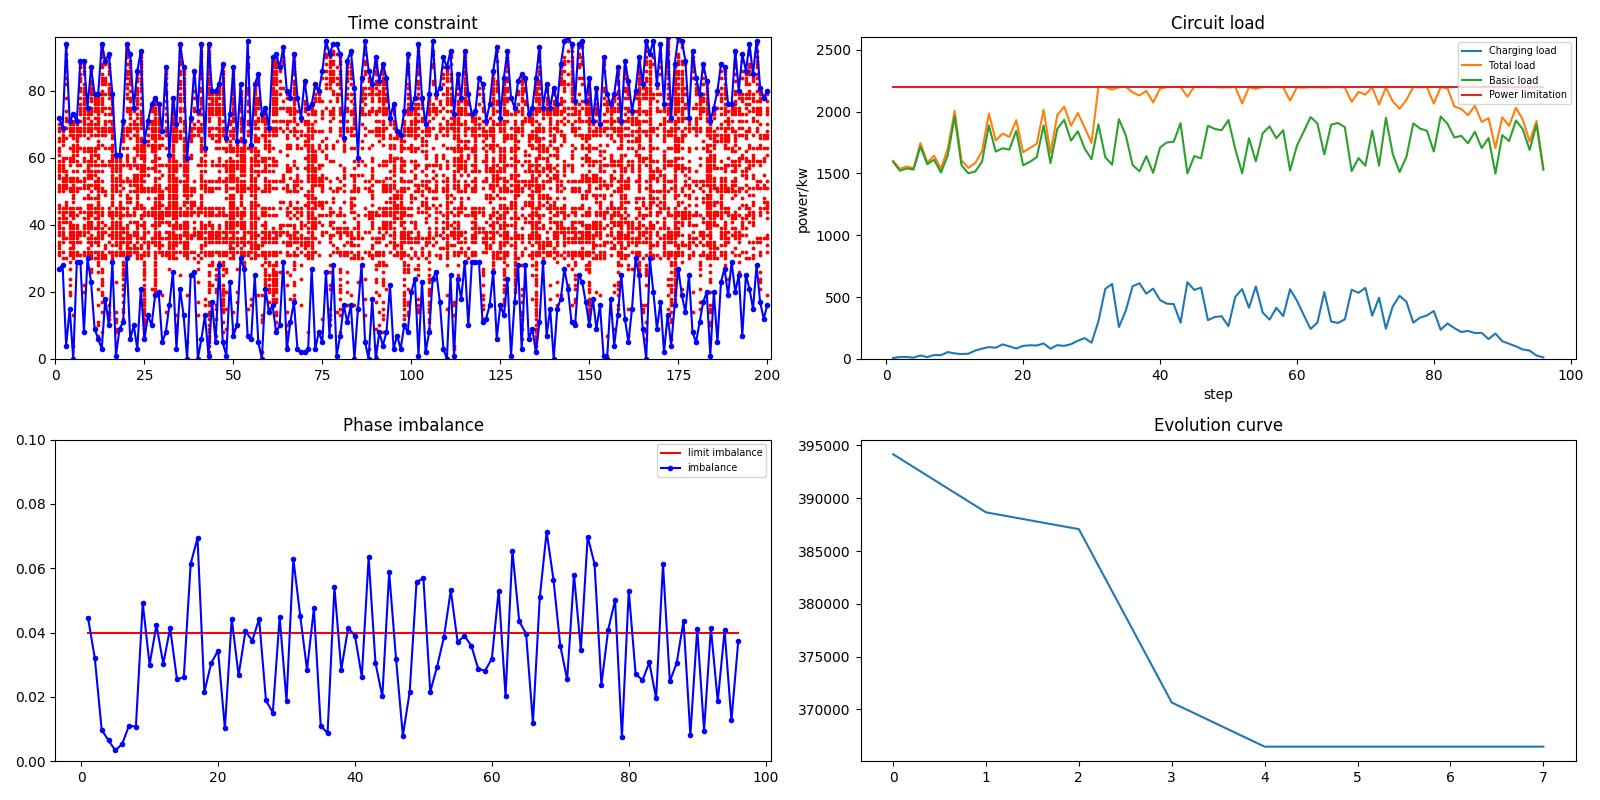 Time constraint
80
60
40
20
0
0 25 50 75 100 125 150 175 200
Circuit load
2500
2000
1500
1000
500
0
power/kw
Charging load
Total load
Basic load
Power limitation
0 20 40 60 80 100
step
Phase imbalance
0.10
0.08
0.06
0.04
0.02
0.00
limit imbalance
imbalance
0 20 40 60 80 100
Evolution curve
395000
390000
385000
380000
375000
370000
0 1 2 3 4 5 6 7